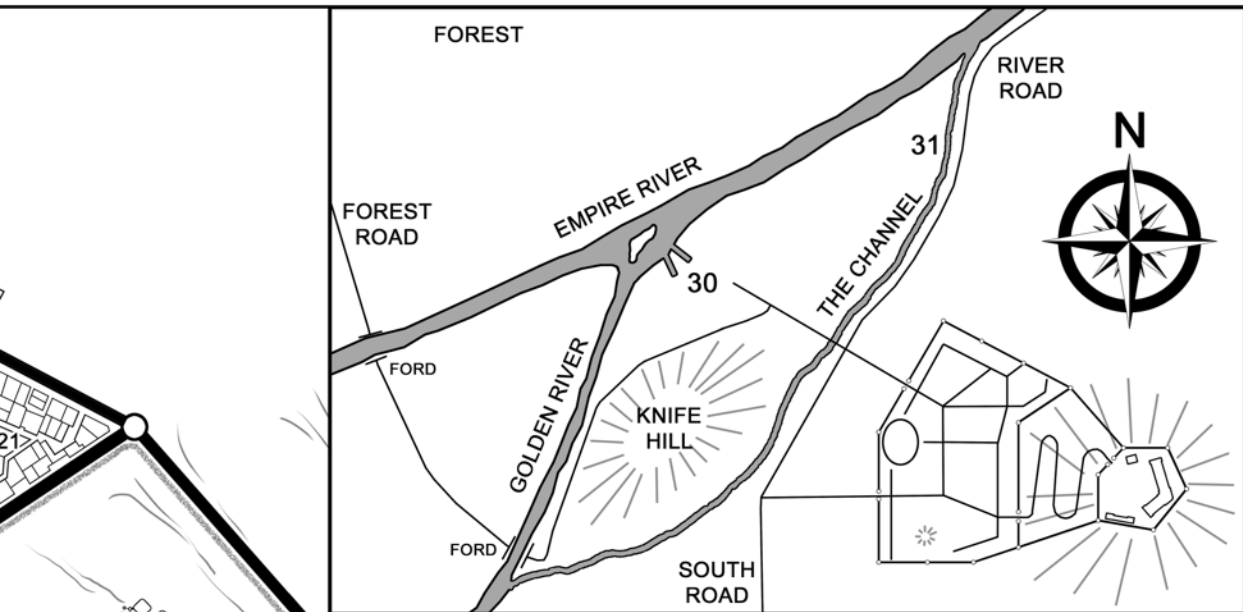 FOREST
RIVER
ROAD
N
31
EMPIRE RIVER
FOREST
ROAD
THE CHANNEL
30
FORD
GOLDEN RIVER
KNIFE
HILL
21
FORD
SOUTH
ROAD